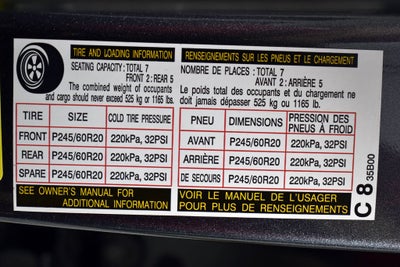 TIRE AND LOADING INFORMATION
SEATING CAPACITY : TOTAL 7
FRONT 2 : REAR 5
The combined weight of occupants
and cargo should never exceed 525 kg or 1165 lbs.
TIRE SIZE COLD TIRE PRESSURE
FRONT P245/60R20 220kPa, 32PSI
REAR P245/60R20 220kPa, 32PSI
SPARE P245/60R20 220kPa, 32PSI
SEE OWNER'S MANUAL FOR
ADDITIONAL INFORMATION
RENSEIGNEMENTS SUR LES PNEUS ET LE CHARGEMENT
NOMBRE DE PLACES : TOTAL 7
AVANT 2 : ARRIÈRE 5
Le poids total des occupants et du chargement ne
doit jamais dépasser 525 kg or 1165 lb.
PNEU DIMENSIONS PRESSION DES
PNEUS À FROID
AVANT P245/60R20 220kPa, 32PSI
ARRIÈRE P245/60R20 220kPa, 32PSI
DE SECOURS P245/60R20 220kPa, 32PSI
VOIR LE MANUEL DE L'USAGER
POUR PLUS DE RENSEIGNEMENTS
C 8 35B00